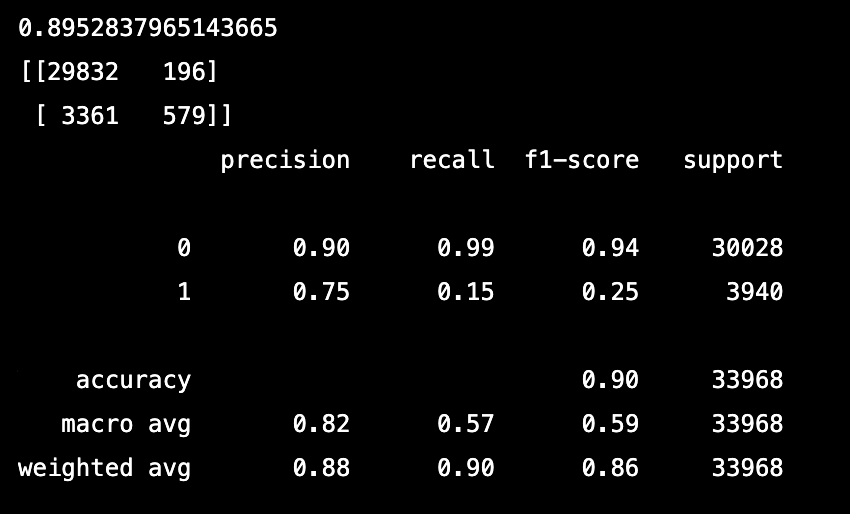 0.8952837965143665
[[29832   196]
 [ 3361   579]]
              precision    recall  f1-score   support

           0       0.90      0.99      0.94     30028
           1       0.75      0.15      0.25      3940

    accuracy                           0.90     33968
   macro avg       0.82      0.57      0.59     33968
weighted avg       0.88      0.90      0.86     33968